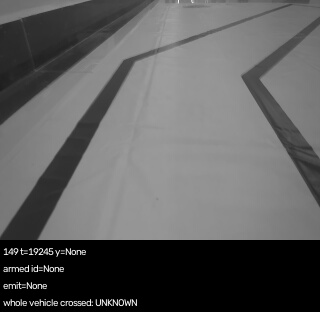 149 t=19245 y=None
armed id=None
emit=None
whole vehicle crossed: UNKNOWN